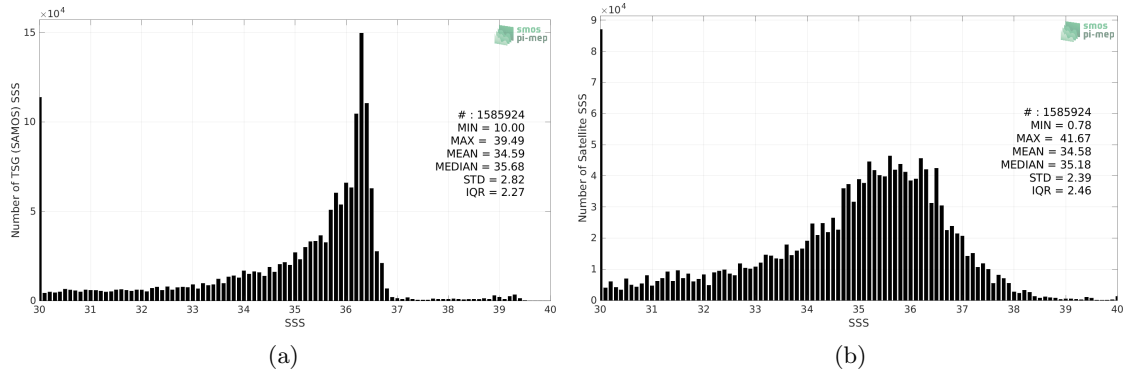 ×10⁴
15
10
5
0
Number of TSG (SAMOS) SSS
smos
pi-mep
# : 1585924
MIN = 10.00
MAX = 39.49
MEAN = 34.59
MEDIAN = 35.68
STD = 2.82
IQR = 2.27
30 31 32 33 34 35 36 37 38 39 40
SSS
(a)
×10⁴
9
8
7
6
5
4
3
2
1
0
Number of Satellite SSS
smos
pi-mep
# : 1585924
MIN = 0.78
MAX = 41.67
MEAN = 34.58
MEDIAN = 35.18
STD = 2.39
IQR = 2.46
30 31 32 33 34 35 36 37 38 39 40
SSS
(b)